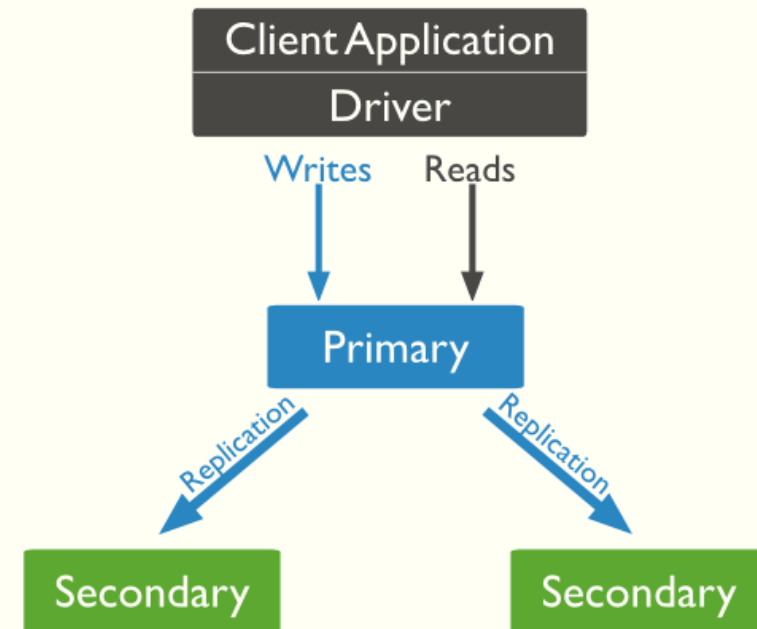 Client Application
Driver
Writes
Reads
Primary
Replication
Replication
Secondary
Secondary